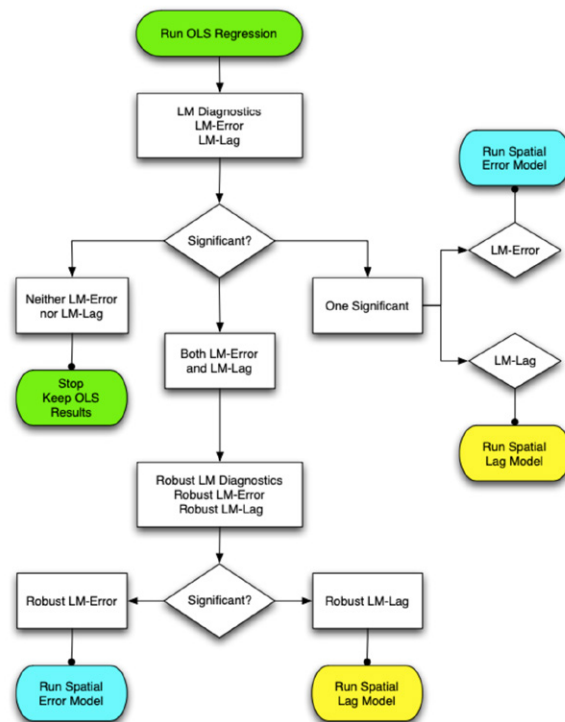 Run OLS Regression
LM Diagnostics
LM-Error
LM-Lag
Run Spatial
Error Model
Significant?
LM-Error
Neither LM-Error
nor LM-Lag
One Significant
Both LM-Error
and LM-Lag
LM-Lag
Stop
Keep OLS
Results
Run Spatial
Lag Model
Robust LM Diagnostics
Robust LM-Error
Robust LM-Lag
Robust LM-Error
Significant?
Robust LM-Lag
Run Spatial
Error Model
Run Spatial
Lag Model